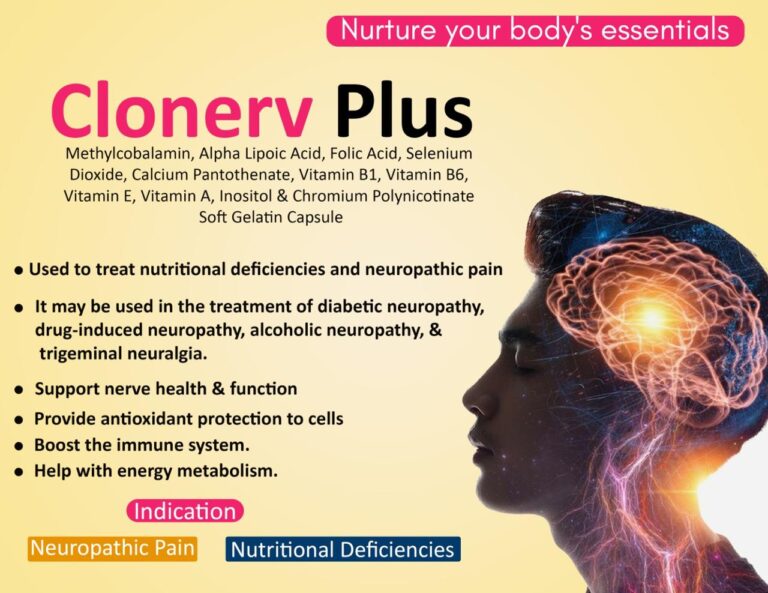 Nurture your body's essentials
Clonerv Plus
Methylcobalamin, Alpha Lipoic Acid, Folic Acid, Selenium
Dioxide, Calcium Pantothenate, Vitamin B1, Vitamin B6,
Vitamin E, Vitamin A, Inositol & Chromium Polynicotinate
Soft Gelatin Capsule
• Used to treat nutritional deficiencies and neuropathic pain
• It may be used in the treatment of diabetic neuropathy,
drug-induced neuropathy, alcoholic neuropathy, &
trigeminal neuralgia.
• Support nerve health & function
• Provide antioxidant protection to cells
• Boost the immune system.
• Help with energy metabolism.
Indication
Neuropathic Pain
Nutritional Deficiencies